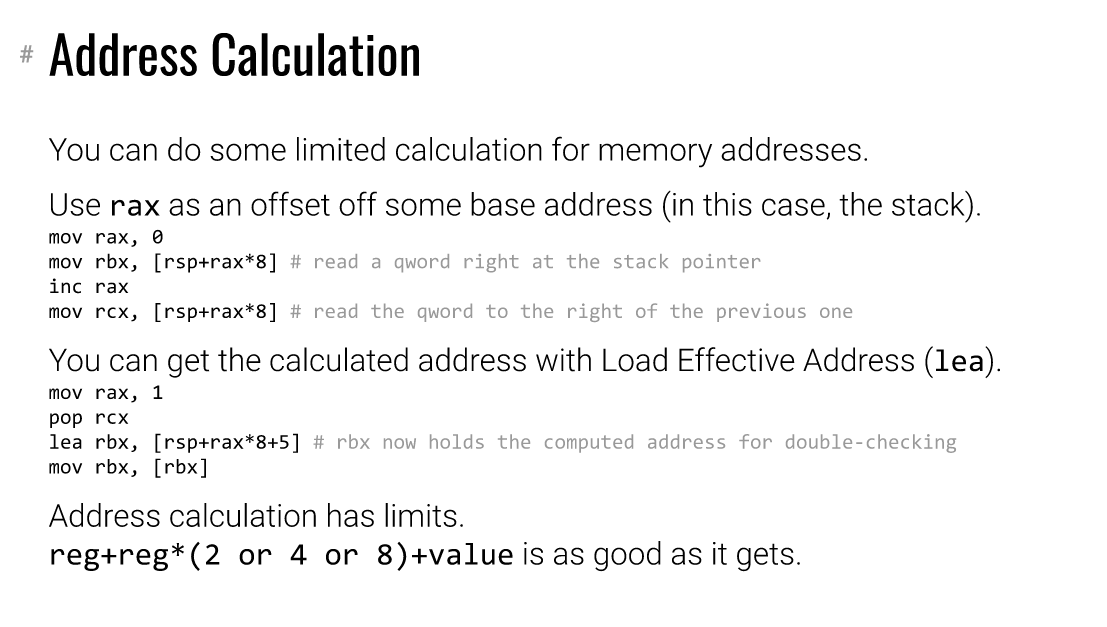 # Address Calculation
You can do some limited calculation for memory addresses.
Use rax as an offset off some base address (in this case, the stack).
mov rax, 0
mov rbx, [rsp+rax*8] # read a qword right at the stack pointer
inc rax
mov rcx, [rsp+rax*8] # read the qword to the right of the previous one
You can get the calculated address with Load Effective Address (lea).
mov rax, 1
pop rcx
lea rbx, [rsp+rax*8+5] # rbx now holds the computed address for double-checking
mov rbx, [rbx]
Address calculation has limits.
reg+reg*(2 or 4 or 8)+value is as good as it gets.